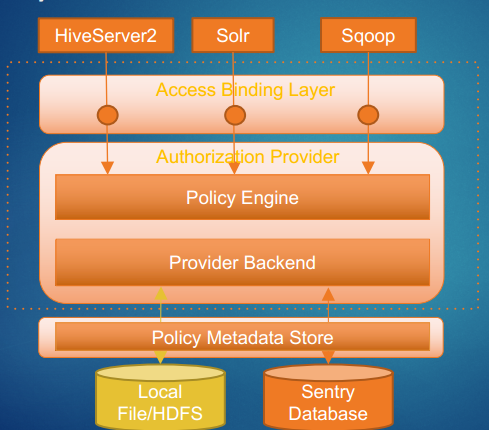 HiveServer2
Solr
Sqoop
Access Binding Layer
Authorization Provider
Policy Engine
Provider Backend
Policy Metadata Store
Local
File/HDFS
Sentry
Database